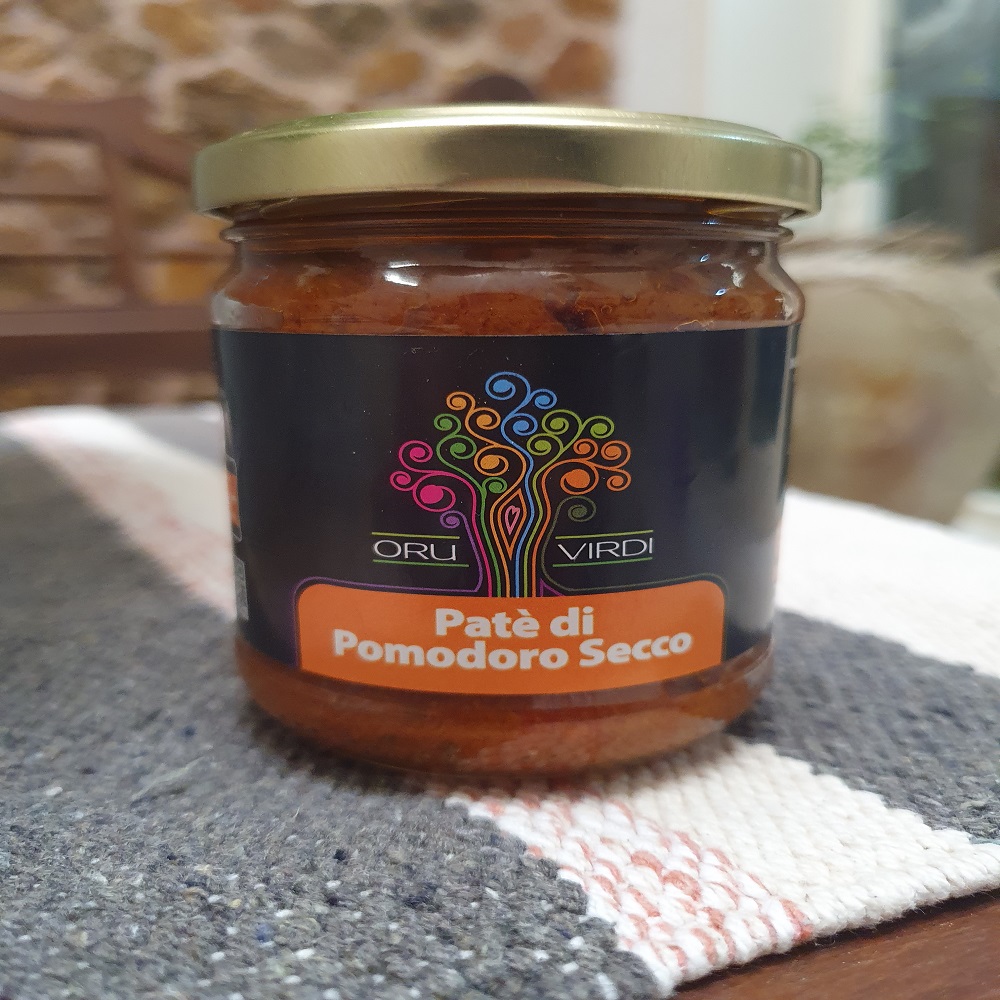 ORU VIRDI
Patè di
Pomodoro Secco